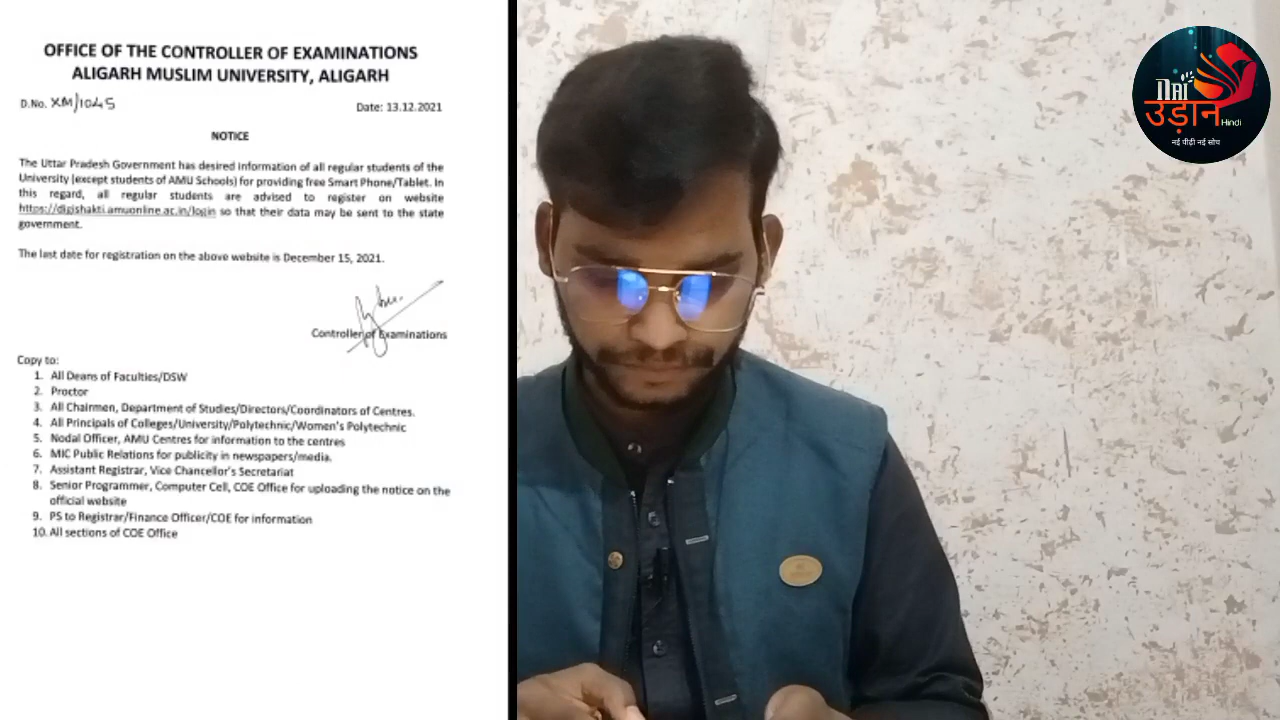 OFFICE OF THE CONTROLLER OF EXAMINATIONS
ALIGARH MUSLIM UNIVERSITY, ALIGARH
D.No. XM/1045
Date: 13.12.2021
NOTICE
The Uttar Pradesh Government has desired information of all regular students of the
University (except students of AMU Schools) for providing free Smart Phone/Tablet. In
this regard, all regular students are advised to register on website
https://digishakti.amuonline.ac.in/login so that their data may be sent to the state
government.
The last date for registration on the above website is December 15, 2021.
Controller of Examinations
Copy to:
1. All Deans of Faculties/DSW
2. Proctor
3. All Chairmen, Department of Studies/Directors/Coordinators of Centres.
4. All Principals of Colleges/University/Polytechnic/Women's Polytechnic
5. Nodal Officer, AMU Centres for information to the centres
6. MIC Public Relations for publicity in newspapers/media.
7. Assistant Registrar, Vice Chancellor's Secretariat
8. Senior Programmer, Computer Cell, COE Office for uploading the notice on the
official website
9. PS to Registrar/Finance Officer/COE for information
10. All sections of COE Office
Nai
उड़ान Hindi
नई पीढ़ी नई सोच